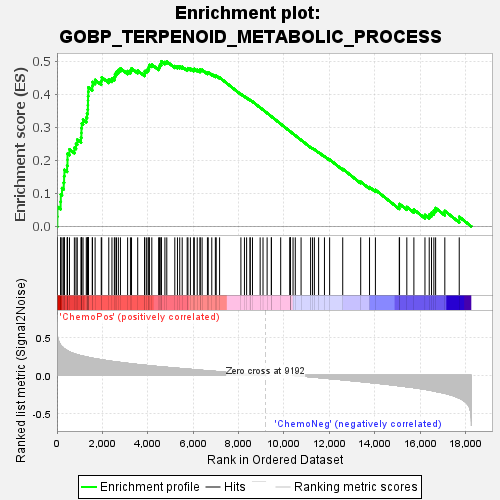 Enrichment plot:
GOBP_TERPENOID_METABOLIC_PROCESS
Enrichment score (ES)
0.5
0.4
0.3
0.2
0.1
0.0
'ChemoPos' (positively correlated)
Ranked list metric (Signal2Noise)
0.5
0.0
-0.5
Zero cross at 9192
'ChemoNeg' (negatively correlated)
0
2,000
4,000
6,000
8,000
10,000
12,000
14,000
16,000
18,000
Rank in Ordered Dataset
Enrichment profile
Hits
Ranking metric scores